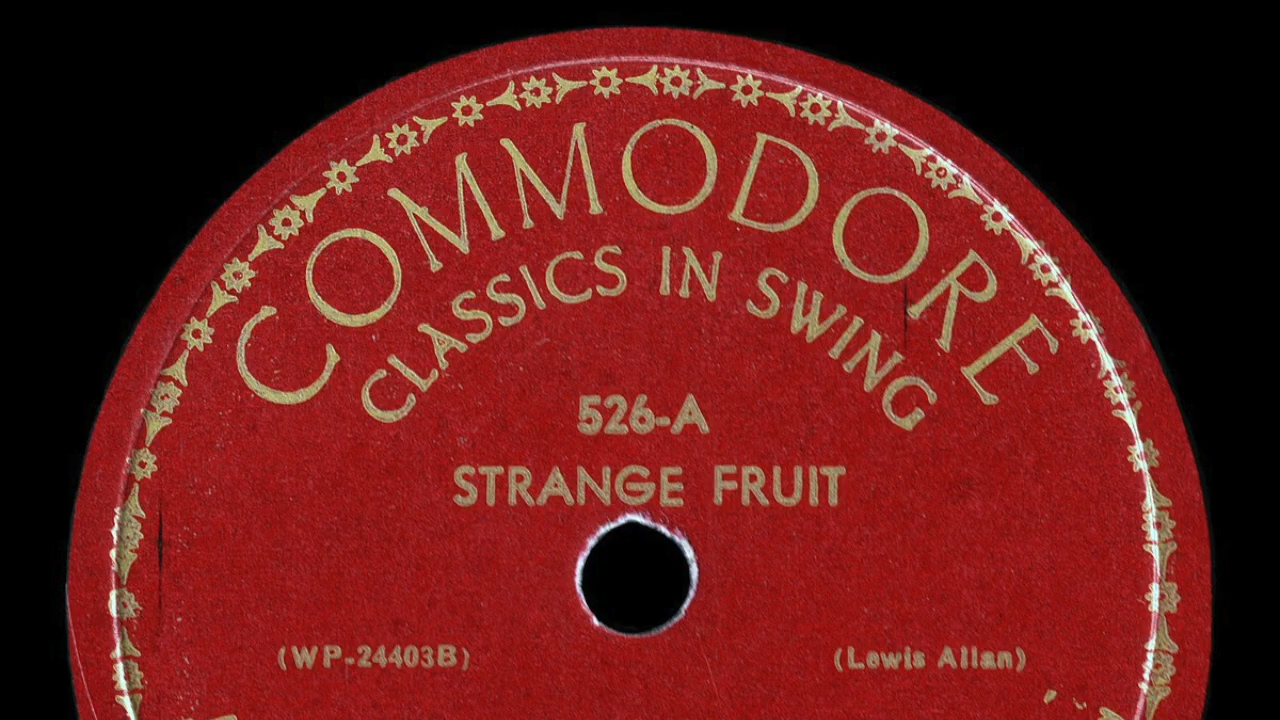 COMMODORE
CLASSICS IN SWING
526-A
STRANGE FRUIT
(WP-24403B)
(Lewis Allan)